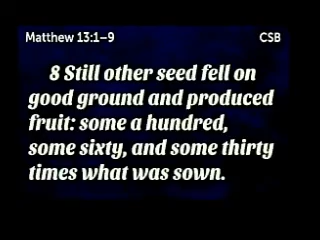 Matthew 13:1–9 CSB
8 Still other seed fell on
good ground and produced
fruit: some a hundred,
some sixty, and some thirty
times what was sown.